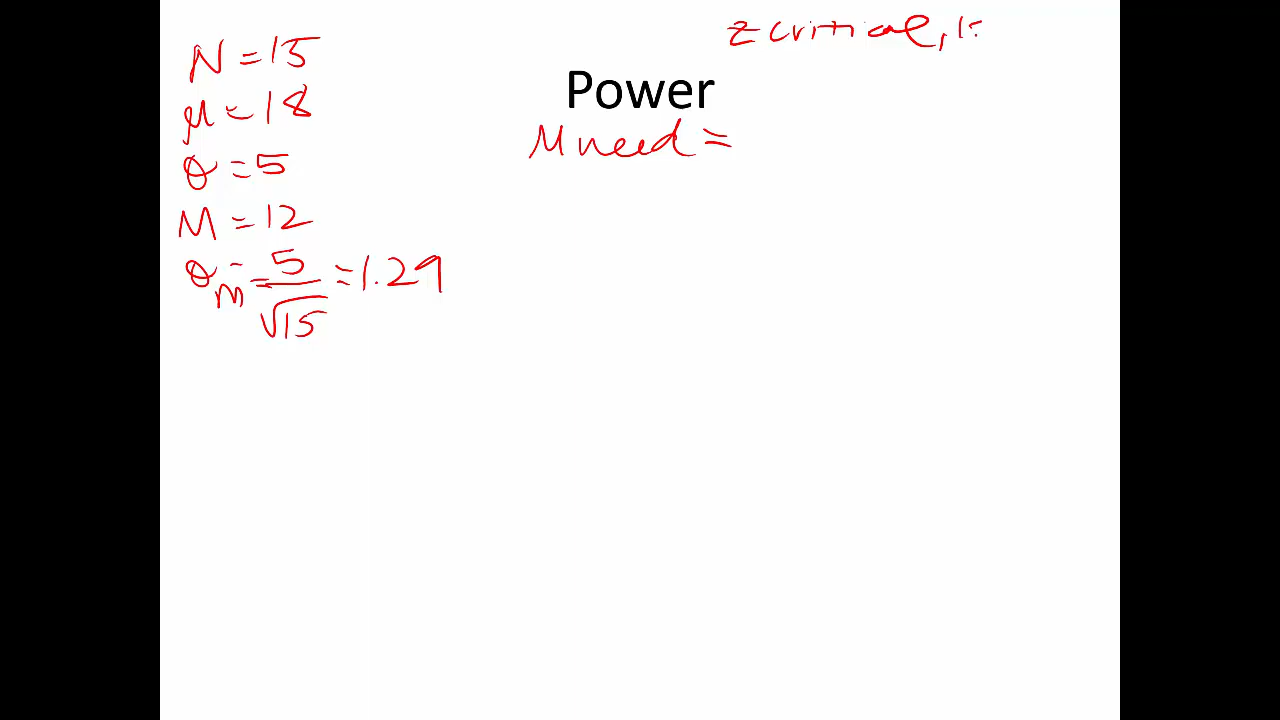 z critical, 1
N = 15
Power
μ = 18
M need =
σ = 5
M = 12
σM = 5/√15 = 1.29